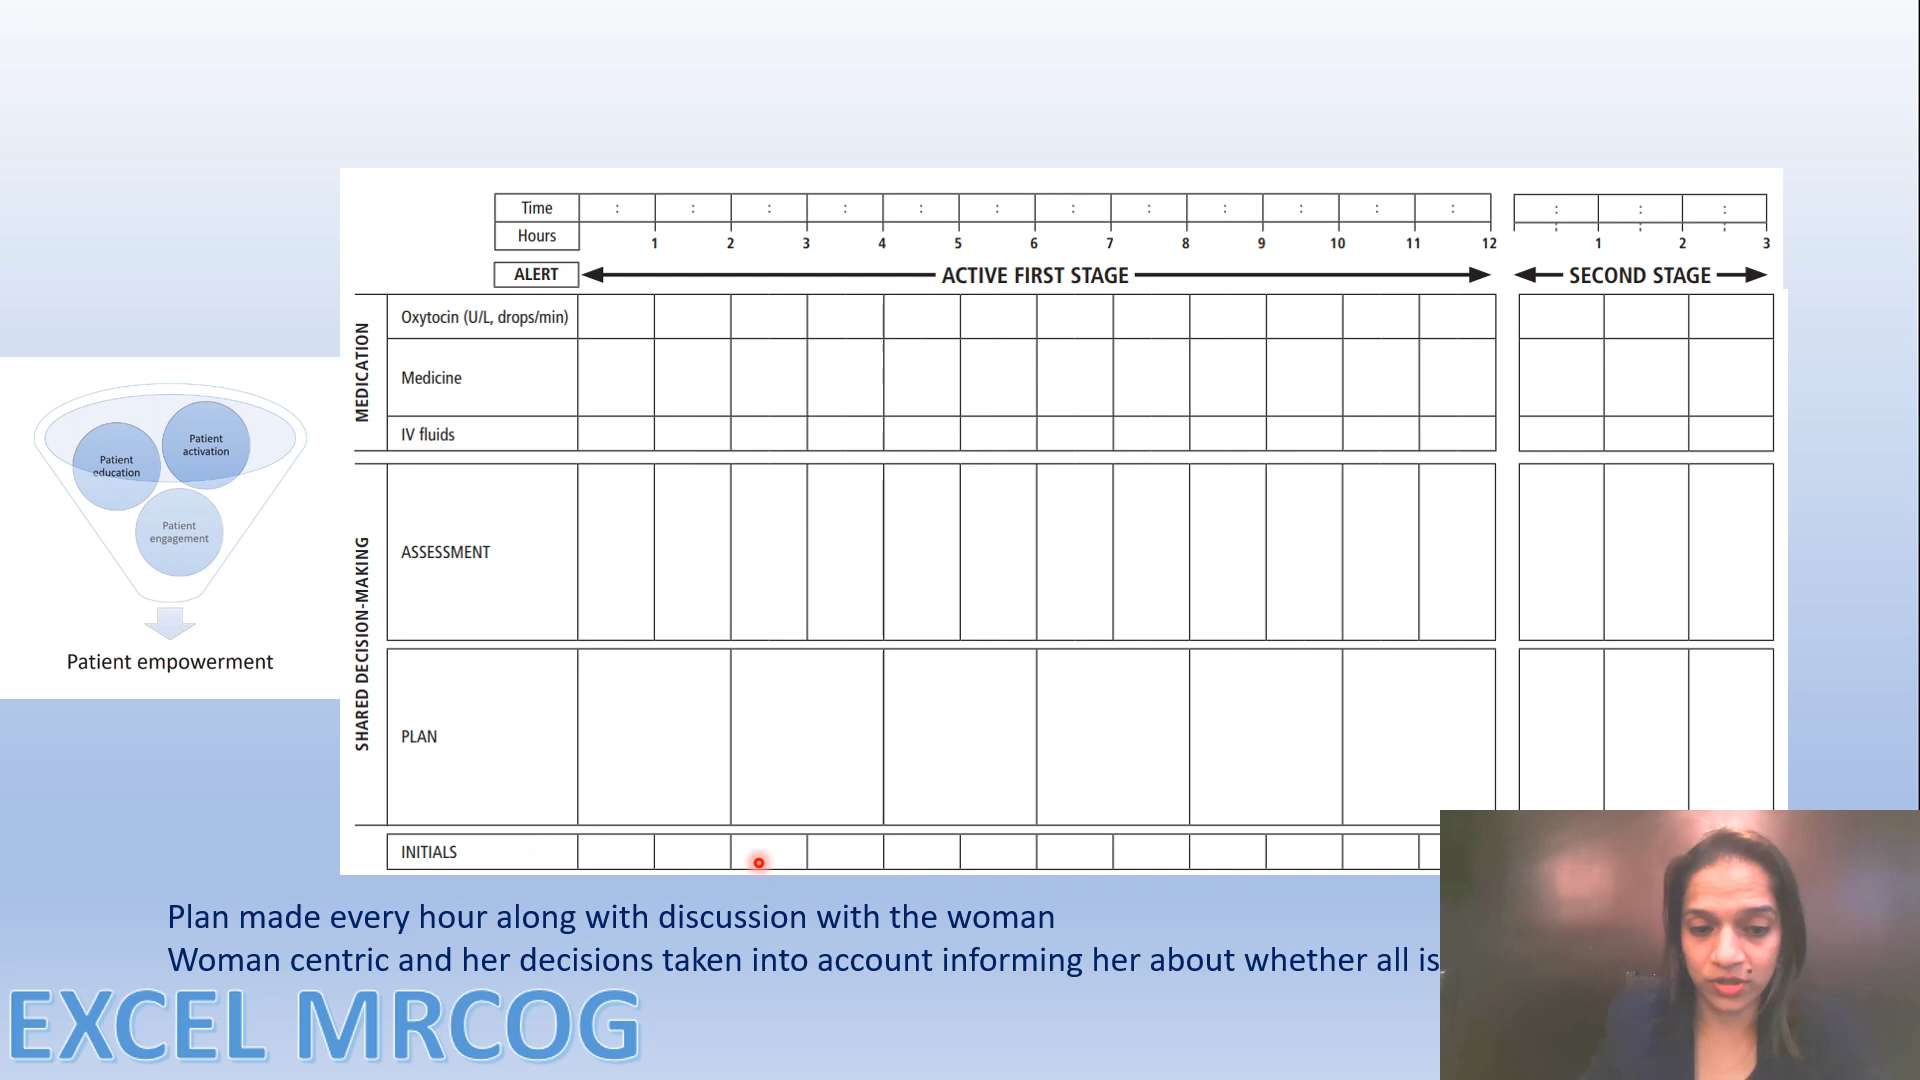 Time : : : : : : : : : : : : : : :
Hours 1 2 3 4 5 6 7 8 9 10 11 12 1 2 3
ALERT ACTIVE FIRST STAGE SECOND STAGE
MEDICATION
Oxytocin (U/L, drops/min)
Medicine
IV fluids
SHARED DECISION-MAKING
ASSESSMENT
PLAN
INITIALS
Patient
education
Patient
activation
Patient
engagement
Patient empowerment
Plan made every hour along with discussion with the woman
Woman centric and her decisions taken into account informing her about whether all is
EXCEL MRCOG